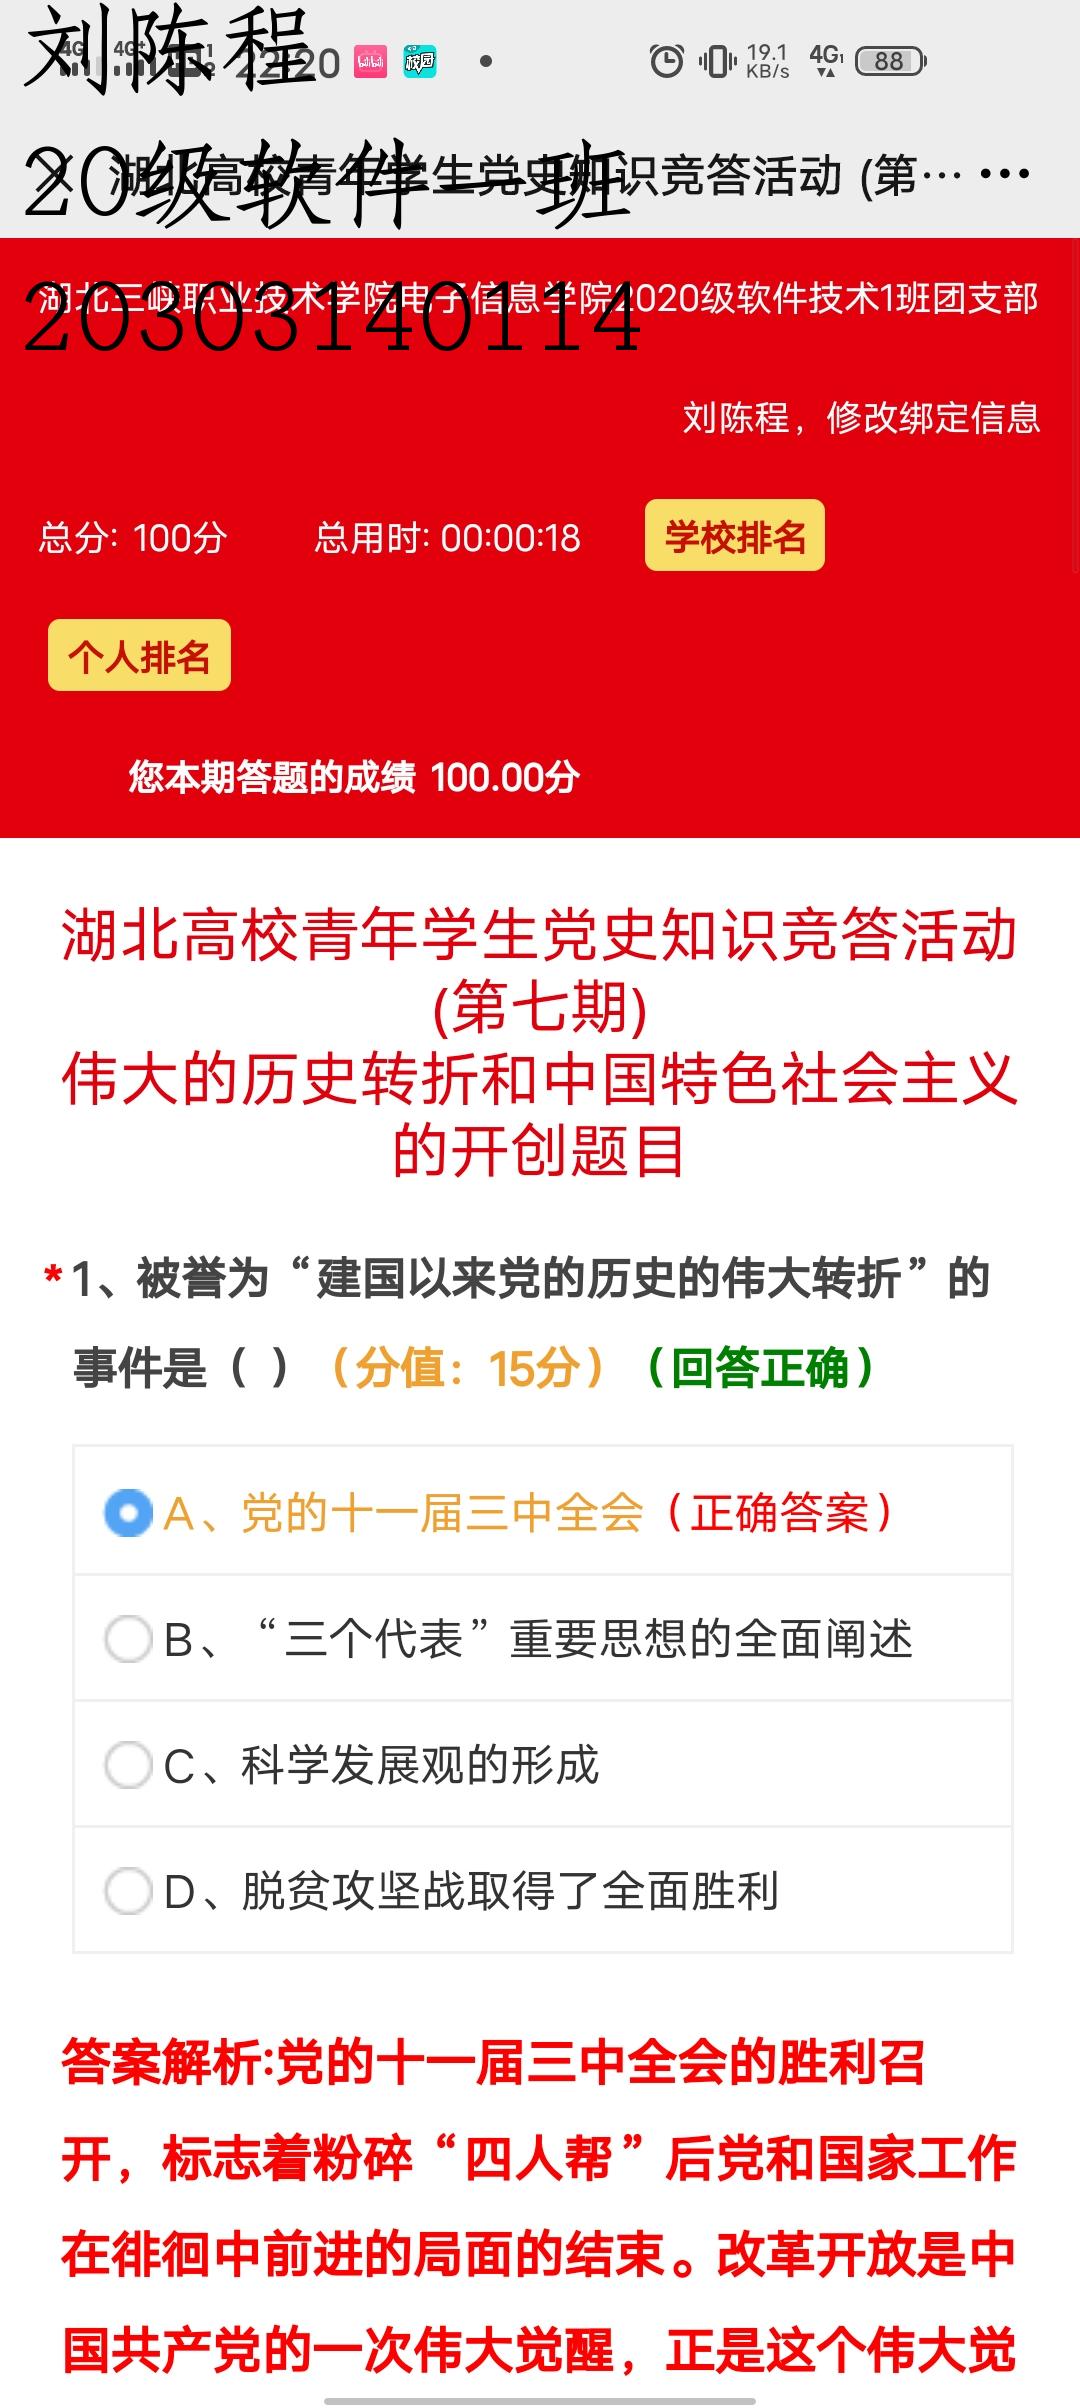 刘陈程
22:20
19.1 KB/s 4G 88
20级软件一班
湖北高校青年学生党史知识竞答活动 (第… •••
20303140114
湖北三峡职业技术学院电子信息学院2020级软件技术1班团支部
刘陈程，修改绑定信息
总分: 100分 总用时: 00:00:18 学校排名
个人排名
您本期答题的成绩 100.00分
湖北高校青年学生党史知识竞答活动
(第七期)
伟大的历史转折和中国特色社会主义
的开创题目
*1、被誉为“建国以来党的历史的伟大转折”的
事件是（ ）（分值：15分）（回答正确）
A、党的十一届三中全会（正确答案）
B、“三个代表”重要思想的全面阐述
C、科学发展观的形成
D、脱贫攻坚战取得了全面胜利
答案解析:党的十一届三中全会的胜利召
开，标志着粉碎“四人帮”后党和国家工作
在徘徊中前进的局面的结束。改革开放是中
国共产党的一次伟大觉醒，正是这个伟大觉